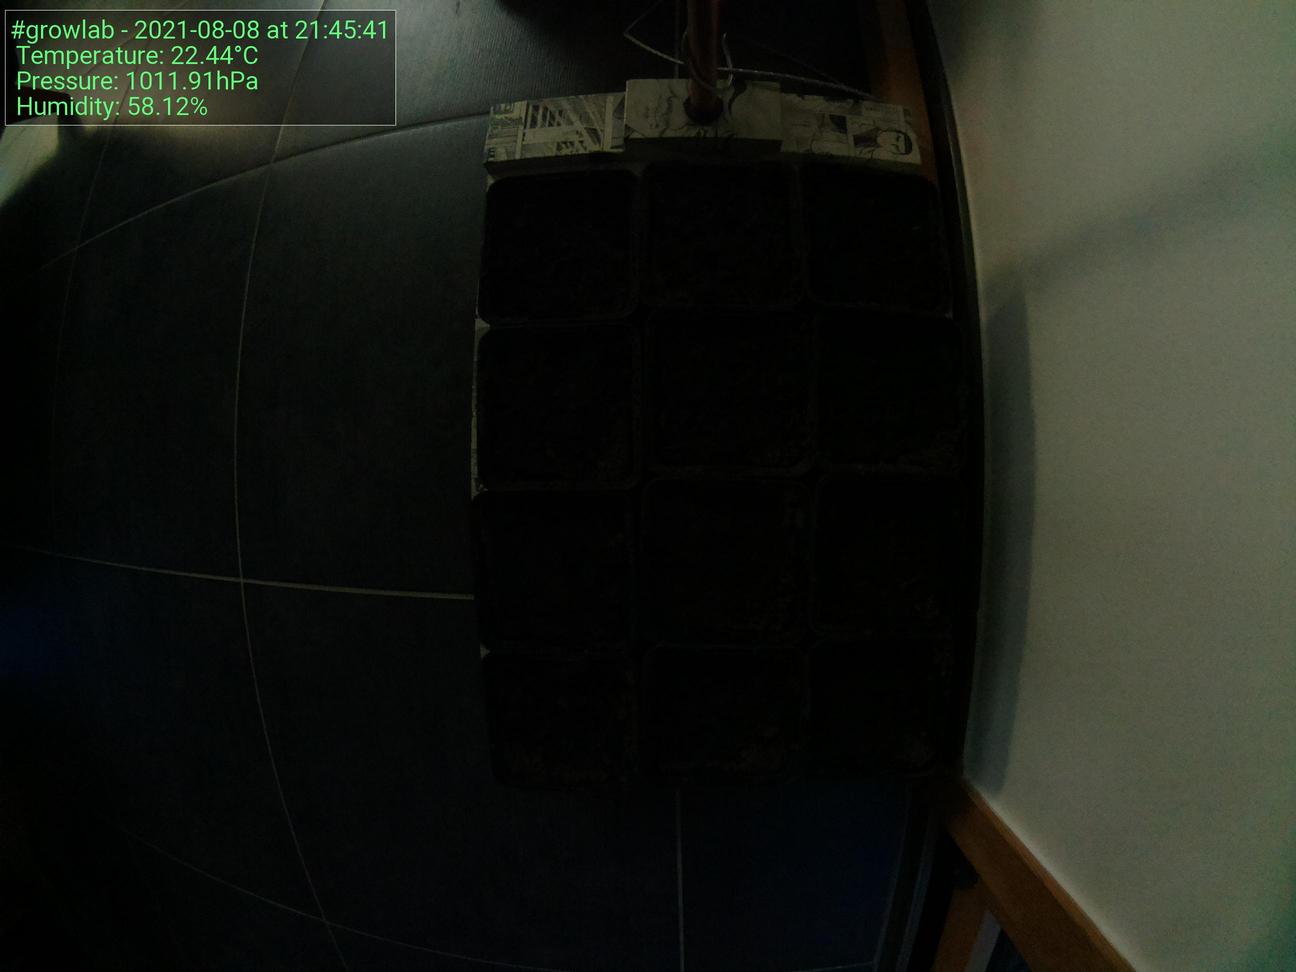 #growlab - 2021-08-08 at 21:45:41
Temperature: 22.44°C
Pressure: 1011.91hPa
Humidity: 58.12%